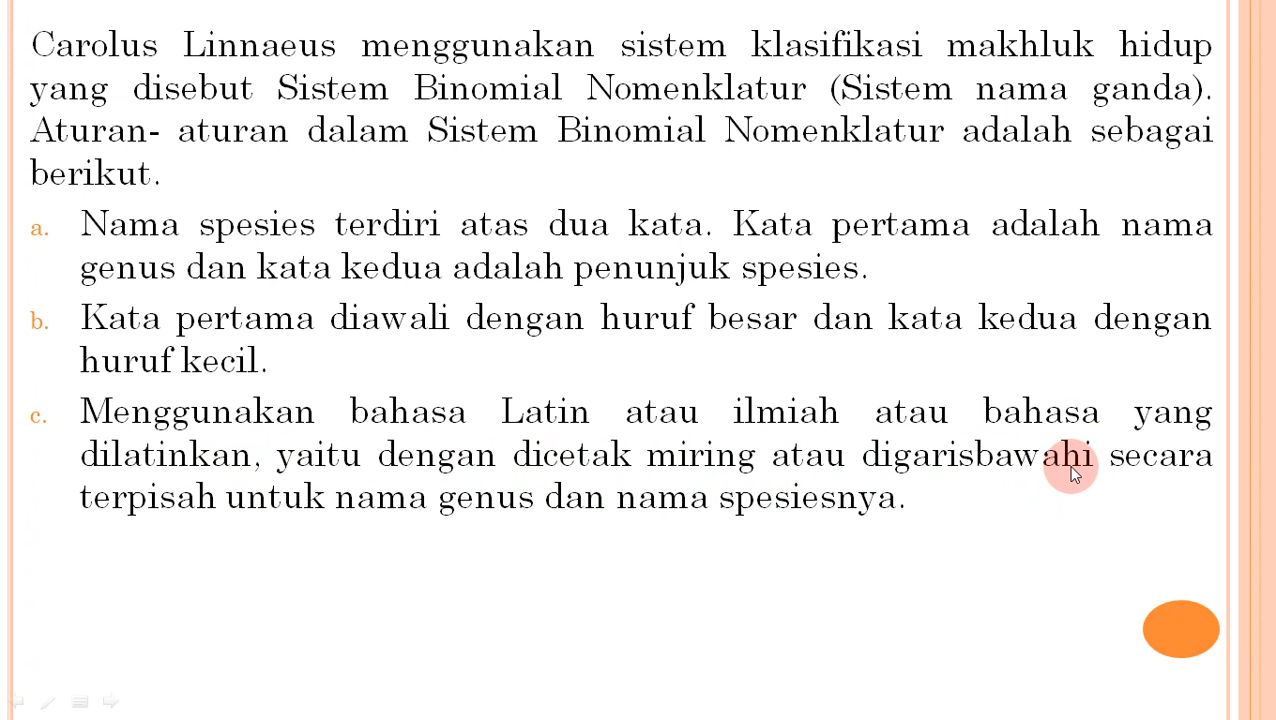 Carolus Linnaeus menggunakan sistem klasifikasi makhluk hidup
yang disebut Sistem Binomial Nomenklatur (Sistem nama ganda).
Aturan- aturan dalam Sistem Binomial Nomenklatur adalah sebagai
berikut.
a. Nama spesies terdiri atas dua kata. Kata pertama adalah nama
genus dan kata kedua adalah penunjuk spesies.
b. Kata pertama diawali dengan huruf besar dan kata kedua dengan
huruf kecil.
c. Menggunakan bahasa Latin atau ilmiah atau bahasa yang
dilatinkan, yaitu dengan dicetak miring atau digarisbawahi secara
terpisah untuk nama genus dan nama spesiesnya.